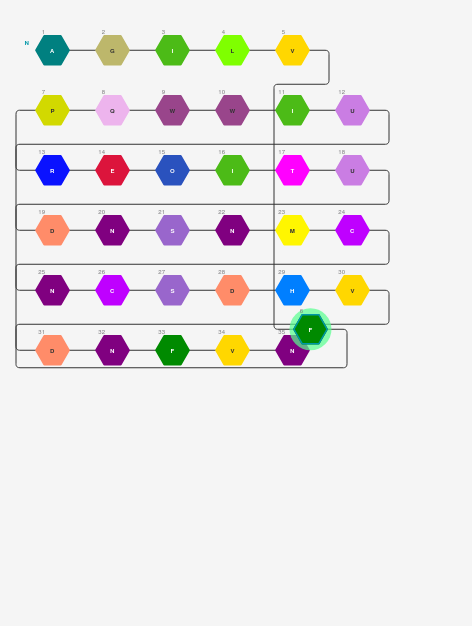 1 2 3 4 5
N A G I L V
7 8 9 10 11 12
P G W W I U
13 14 15 16 17 18
R E O I T U
19 20 21 22 23 24
D N S N M C
25 26 27 28 29 30
N C S D H V
6
F
31 32 33 34 35
D N F V N